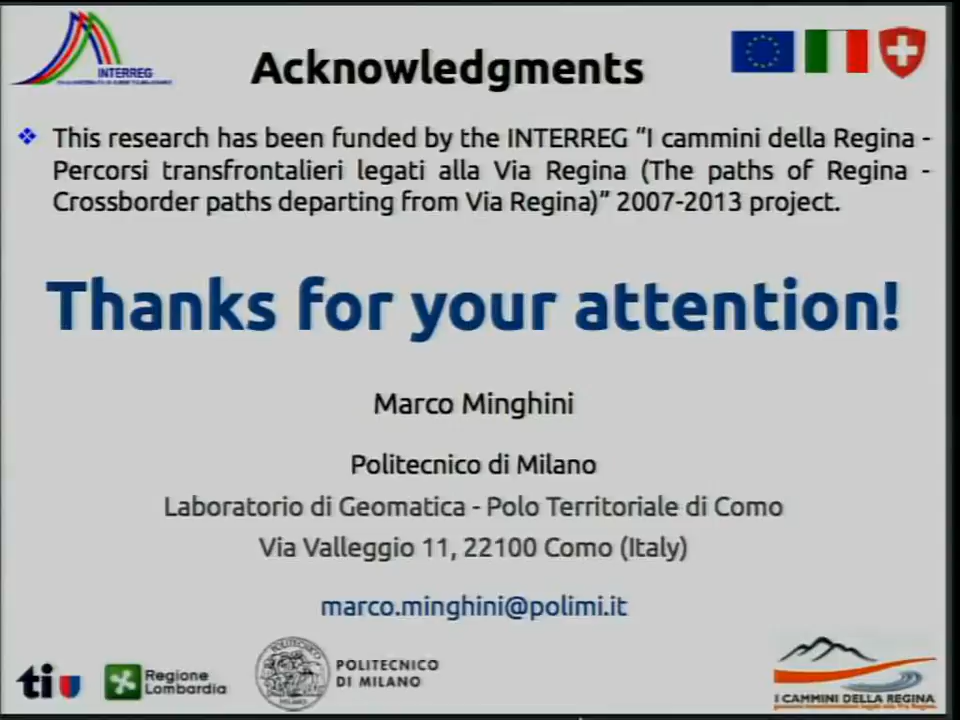 INTERREG
Acknowledgments
This research has been funded by the INTERREG “I cammini della Regina -
Percorsi transfrontalieri legati alla Via Regina (The paths of Regina -
Crossborder paths departing from Via Regina)” 2007-2013 project.
Thanks for your attention!
Marco Minghini
Politecnico di Milano
Laboratorio di Geomatica - Polo Territoriale di Como
Via Valleggio 11, 22100 Como (Italy)
marco.minghini@polimi.it
ti
Regione
Lombardia
POLITECNICO
MILANO
POLITECNICO
DI MILANO
I CAMMINI DELLA REGINA